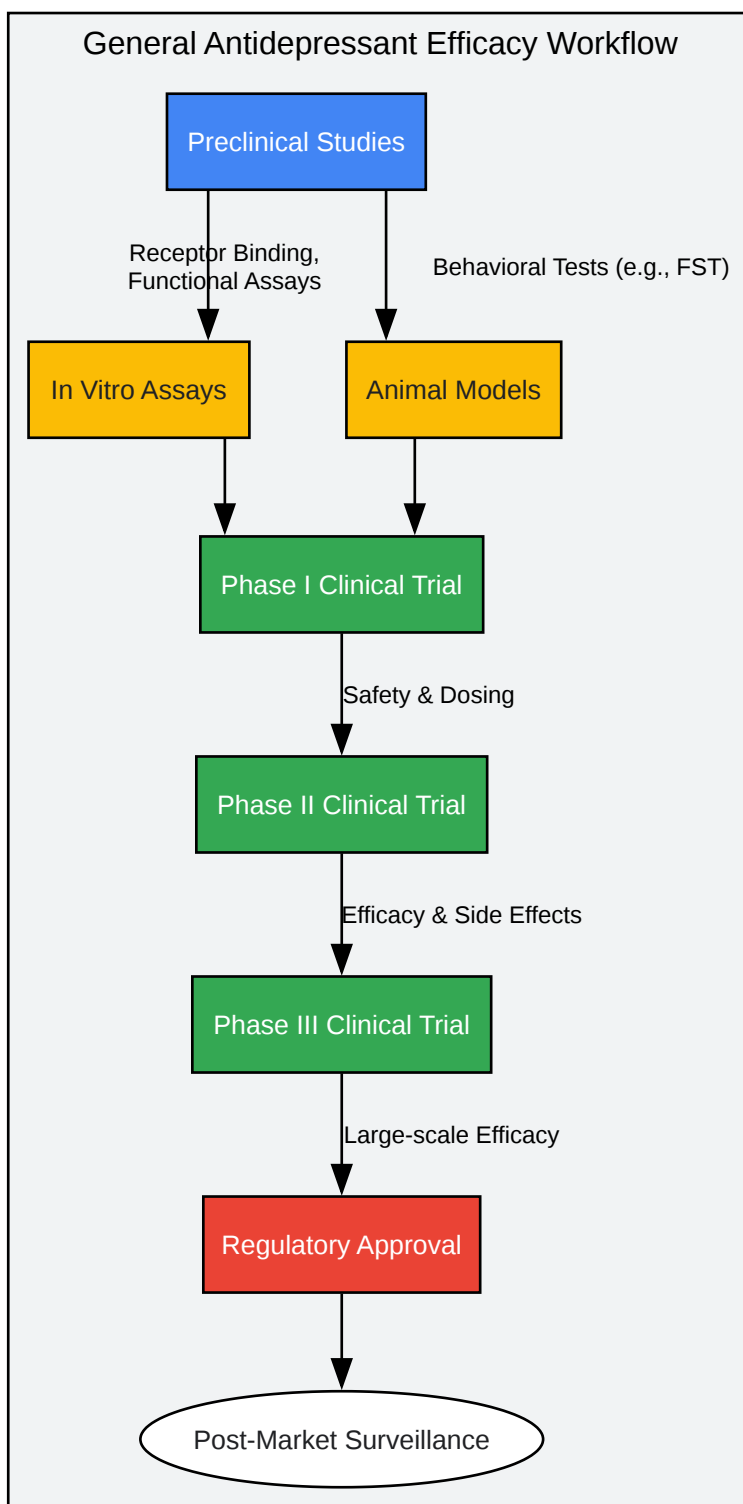 General Antidepressant Efficacy Workflow
Preclinical Studies
Receptor Binding,
Functional Assays
Behavioral Tests (e.g., FST)
In Vitro Assays
Animal Models
Phase I Clinical Trial
Safety & Dosing
Phase II Clinical Trial
Efficacy & Side Effects
Phase III Clinical Trial
Large-scale Efficacy
Regulatory Approval
Post-Market Surveillance